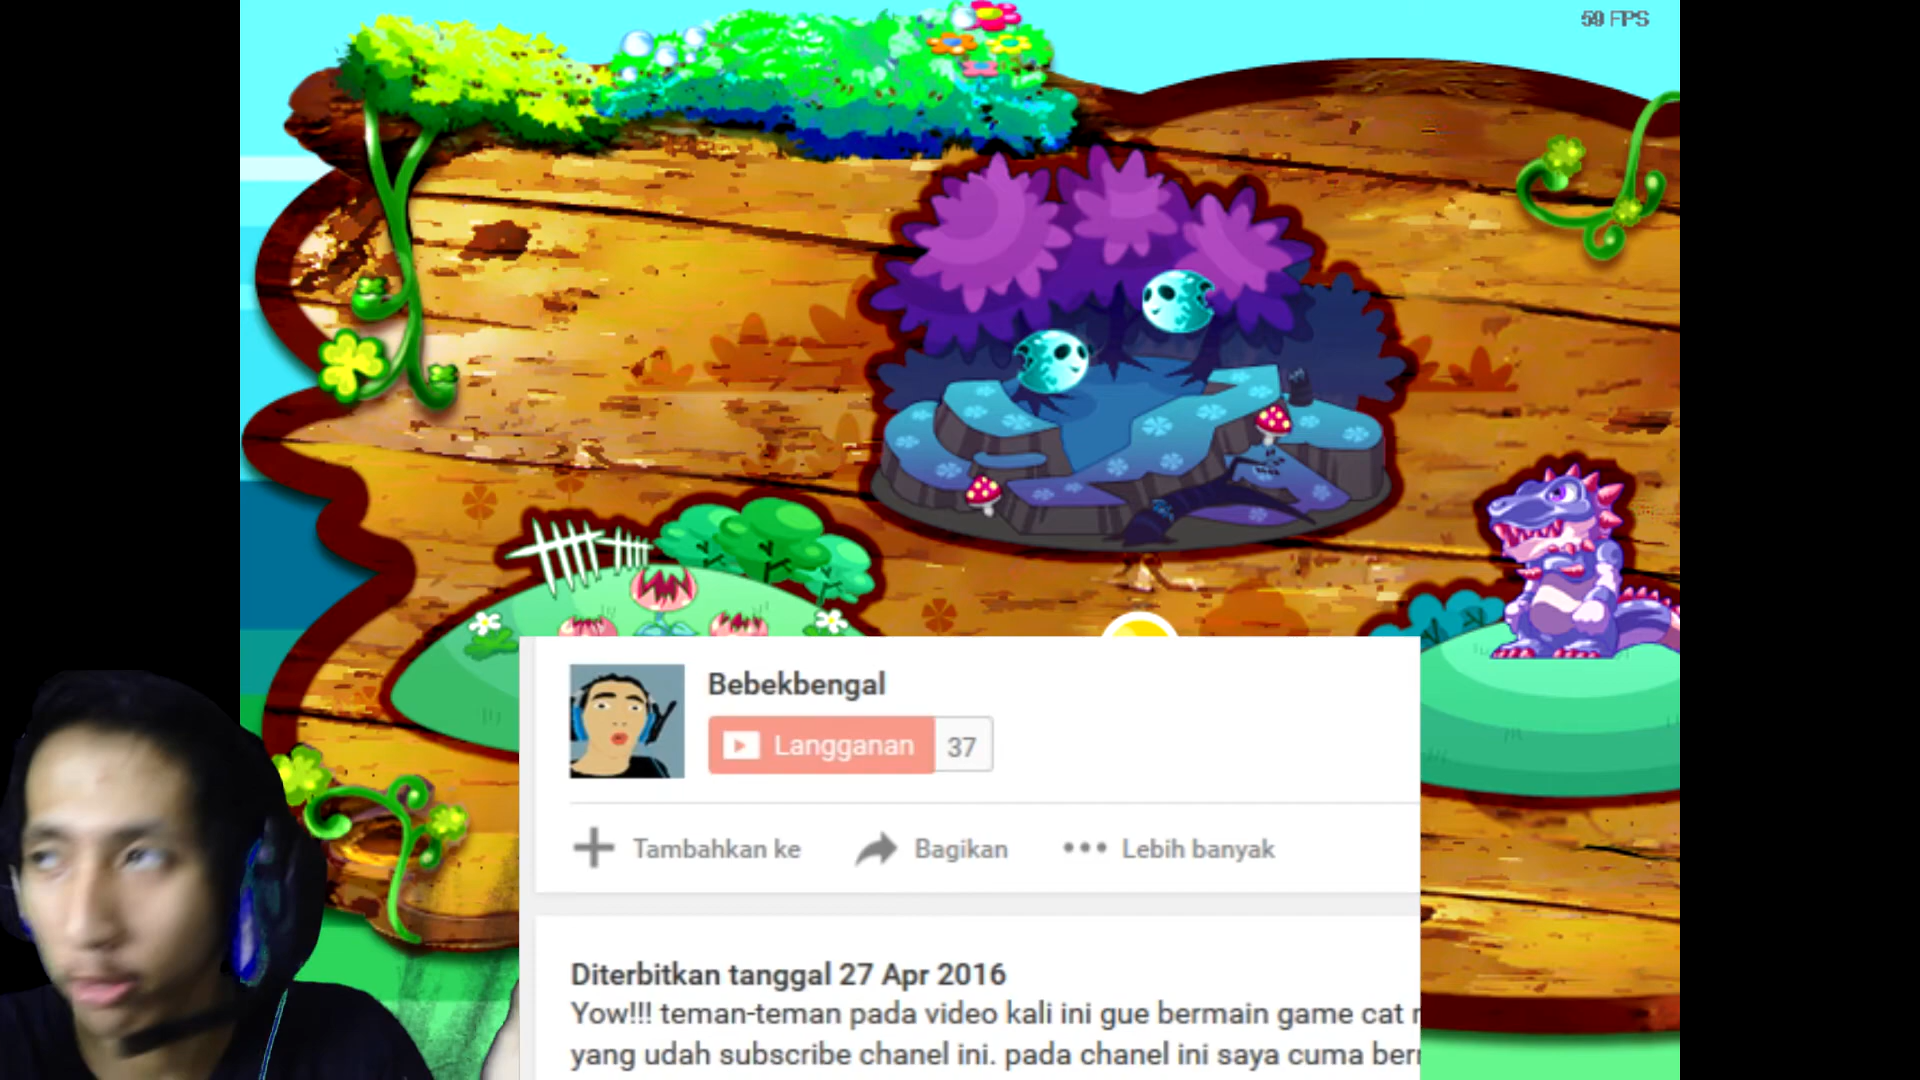 59 FPS
Bebekbengal
Langganan 37
Tambahkan ke Bagikan Lebih banyak
Diterbitkan tanggal 27 Apr 2016
Yow!!! teman-teman pada video kali ini gue bermain game cat
yang udah subscribe chanel ini. pada chanel ini saya cuma